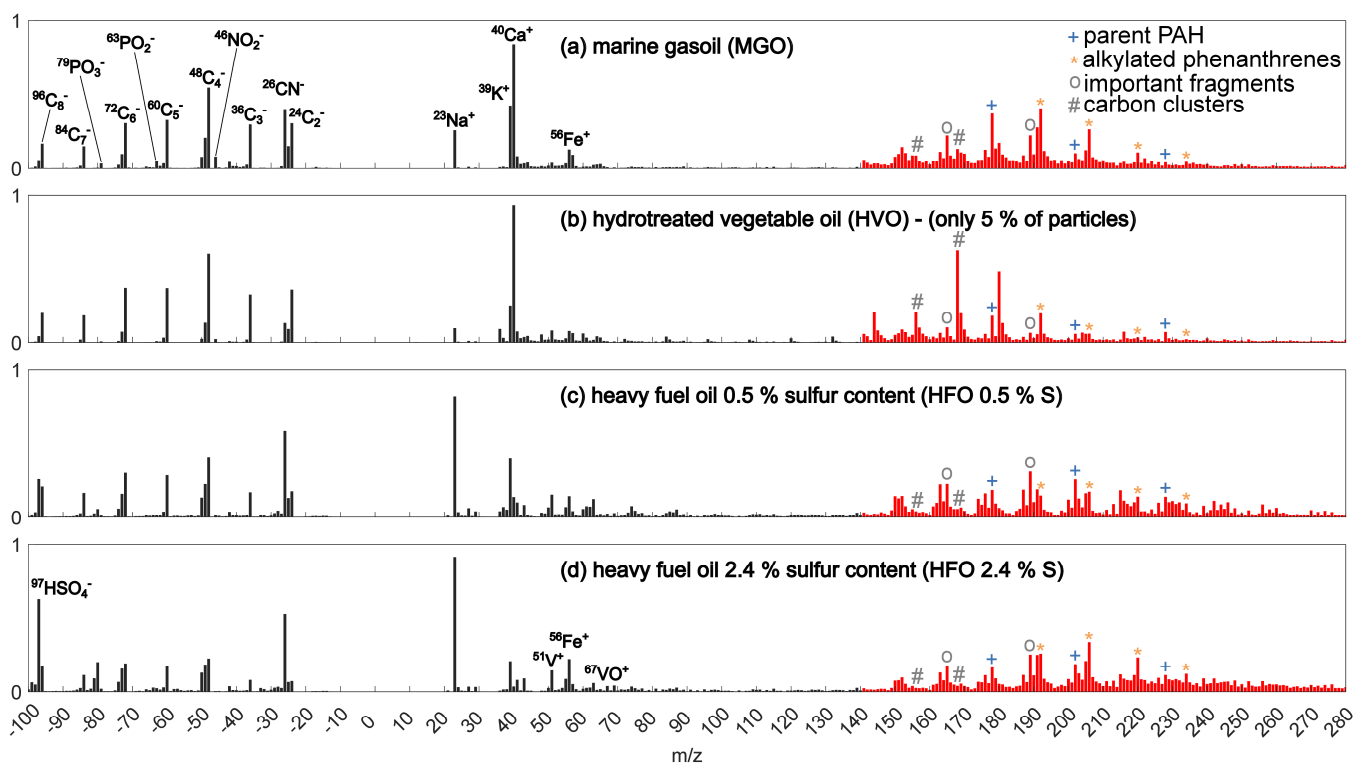 1
(a) marine gasoil (MGO)
⁴⁰Ca⁺
+ parent PAH
* alkylated phenanthrenes
o important fragments
# carbon clusters
⁶³PO₂⁻
⁴⁶NO₂⁻
⁷⁹PO₃⁻
⁹⁶C₈⁻
⁸⁴C₇⁻
⁷²C₆⁻
⁶⁰C₅⁻
⁴⁸C₄⁻
³⁶C₃⁻
²⁶CN⁻
²⁴C₂⁻
²³Na⁺
³⁹K⁺
⁵⁶Fe⁺
# o # + o * + * * + *
0
1
(b) hydrotreated vegetable oil (HVO) - (only 5 % of particles)
# o # + o * + * * + *
0
1
(c) heavy fuel oil 0.5 % sulfur content (HFO 0.5 % S)
# o # + o * + * * + *
0
1
(d) heavy fuel oil 2.4 % sulfur content (HFO 2.4 % S)
⁹⁷HSO₄⁻
⁵¹V⁺
⁵⁶Fe⁺
⁶⁷VO⁺
# o # + o * + * * + *
0
-100 -90 -80 -70 -60 -50 -40 -30 -20 -10 0 10 20 30 40 50 60 70 80 90 100 110 120 130 140 150 160 170 180 190 200 210 220 230 240 250 260 270 280
m/z